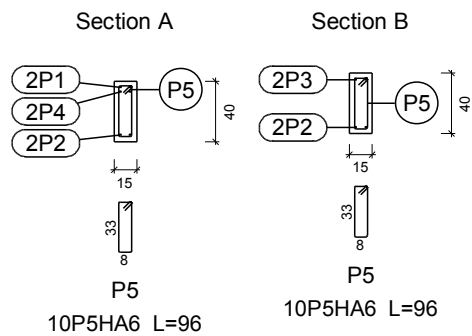 Section A
2P1
2P4
2P2
P5
40
15
33
8
P5
10P5HA6 L=96
Section B
2P3
2P2
P5
40
15
33
8
P5
10P5HA6 L=96